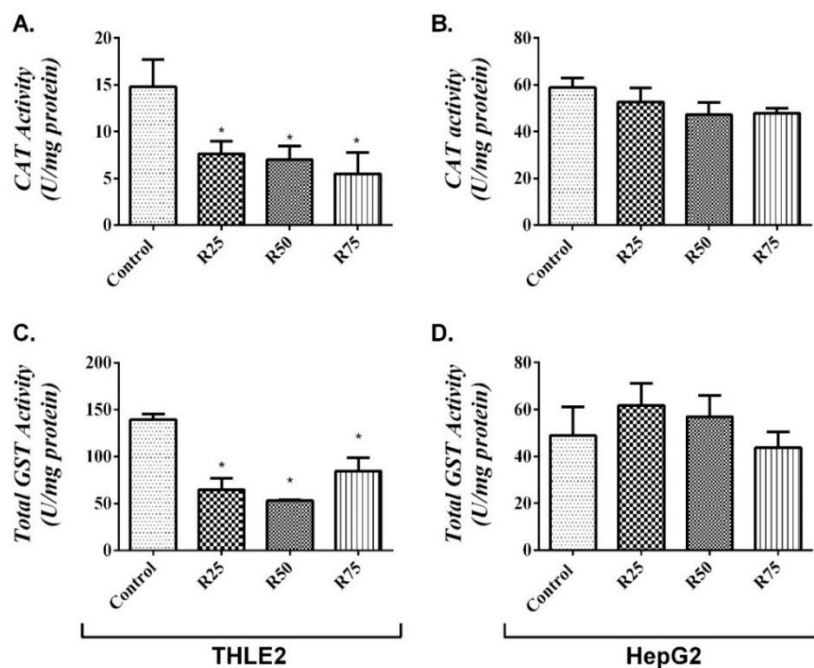 A.
CAT Activity
(U/mg protein)
20
15
10
5
0
*
*
*
Control
R25
R50
R75
B.
CAT activity
(U/mg protein)
80
60
40
20
0
Control
R25
R50
R75
C.
Total GST Activity
(U/mg protein)
200
150
100
50
0
*
*
*
Control
R25
R50
R75
D.
Total GST Activity
(U/mg protein)
80
60
40
20
0
Control
R25
R50
R75
THLE2
HepG2